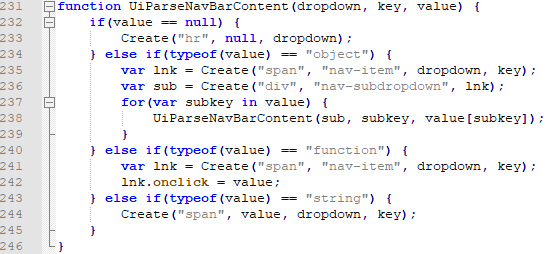 231 function UiParseNavBarContent(dropdown, key, value) {
232     if(value == null) {
233         Create("hr", null, dropdown);
234     } else if(typeof(value) == "object") {
235         var lnk = Create("span", "nav-item", dropdown, key);
236         var sub = Create("div", "nav-subdropdown", lnk);
237         for(var subkey in value) {
238             UiParseNavBarContent(sub, subkey, value[subkey]);
239         }
240     } else if(typeof(value) == "function") {
241         var lnk = Create("span", "nav-item", dropdown, key);
242         lnk.onclick = value;
243     } else if(typeof(value) == "string") {
244         Create("span", value, dropdown, key);
245     }
246 }